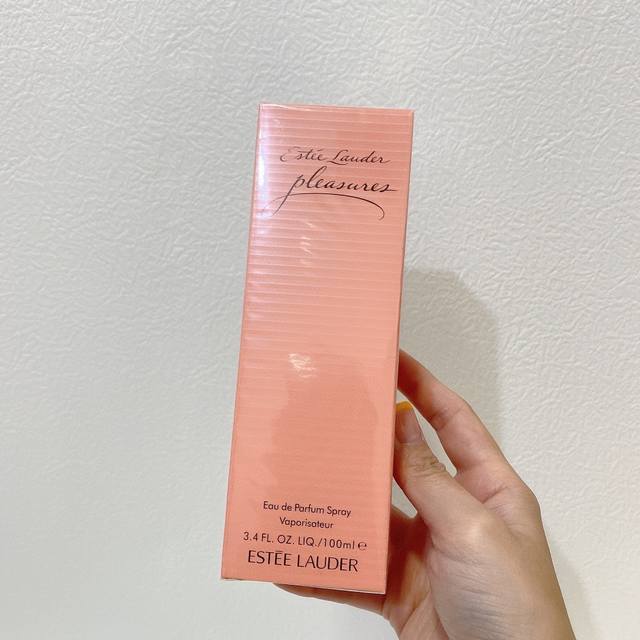 Estée Lauder
pleasures
Eau de Parfum Spray
Vaporisateur
3.4 FL. OZ. LIQ./100ml ℮
ESTĒE LAUDER